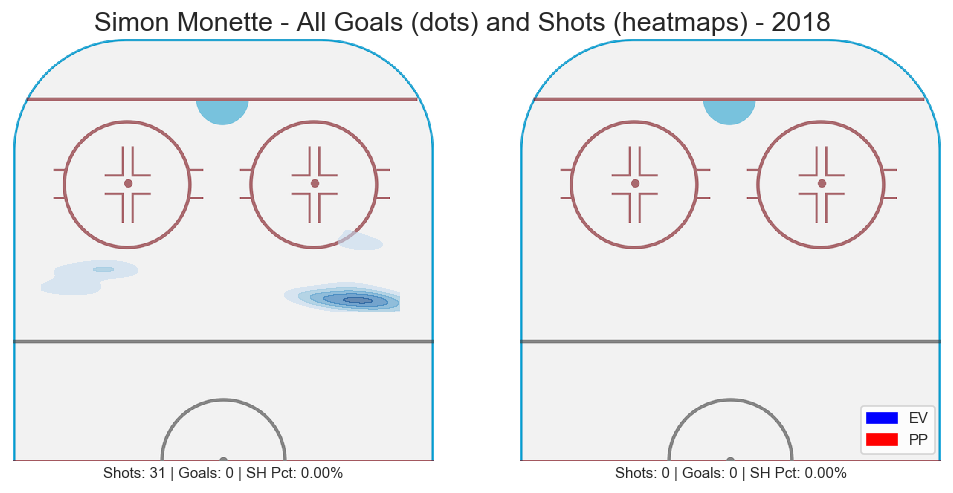 Simon Monette - All Goals (dots) and Shots (heatmaps) - 2018
EV
PP
Shots: 31 | Goals: 0 | SH Pct: 0.00%
Shots: 0 | Goals: 0 | SH Pct: 0.00%